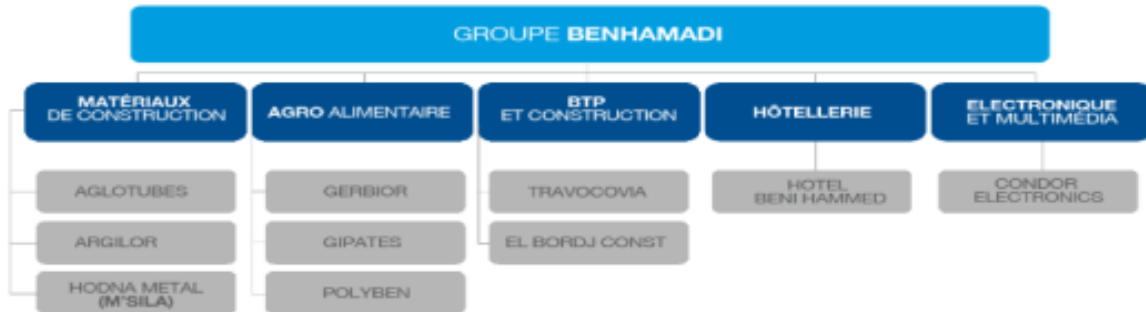 GROUPE BENHAMADI
MATÉRIAUX
DE CONSTRUCTION
AGRO ALIMENTAIRE
BTP
ET CONSTRUCTION
HÔTELLERIE
ELECTRONIQUE
ET MULTIMÉDIA
AGLOTUBES
GERBIOR
TRAVOCOVIA
HOTEL
BENI HAMMED
CONDOR
ELECTRONICS
ARGILOR
GIPATES
EL BORDJ CONST
HODNA METAL
(M'SILA)
POLYBEN